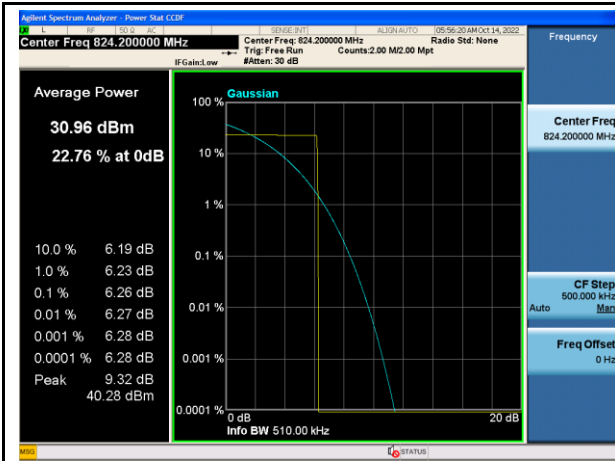 Agilent Spectrum Analyzer - Power Stat CCDF
L RF 50 Ω AC SENSE:INT ALIGN AUTO 05:56:20 AM Oct 14, 2022
Center Freq 824.200000 MHz
Center Freq: 824.200000 MHz Radio Std: None
Trig: Free Run Counts:2.00 M/2.00 Mpt
IFGain:Low #Atten: 30 dB
Frequency
Average Power
30.96 dBm
22.76 % at 0dB
10.0 % 6.19 dB
1.0 % 6.23 dB
0.1 % 6.26 dB
0.01 % 6.27 dB
0.001 % 6.28 dB
0.0001 % 6.28 dB
Peak 9.32 dB
40.28 dBm
Gaussian
100 %
10 %
1 %
0.1 %
0.01 %
0.001 %
0.0001 %
0 dB 20 dB
Info BW 510.00 kHz
Center Freq
824.200000 MHz
CF Step
500.000 kHz
Auto Man
Freq Offset
0 Hz
MSG STATUS